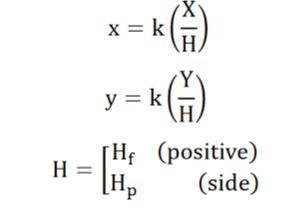 x = k(X/H)
y = k(Y/H)
H = [H_f (positive)
H_p (side)